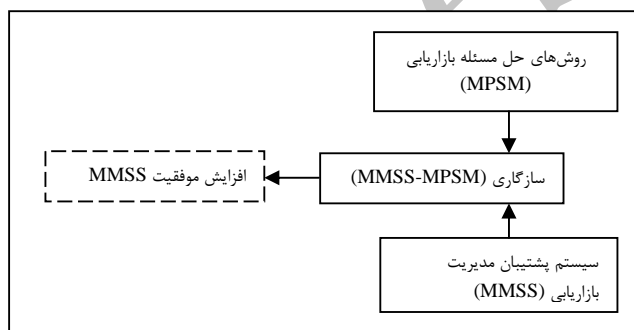 روش‌های حل مسئله بازاریابی
(MPSM)
سازگاری (MMSS-MPSM)
افزایش موفقیت MMSS
سیستم پشتیبان مدیریت
بازاریابی (MMSS)